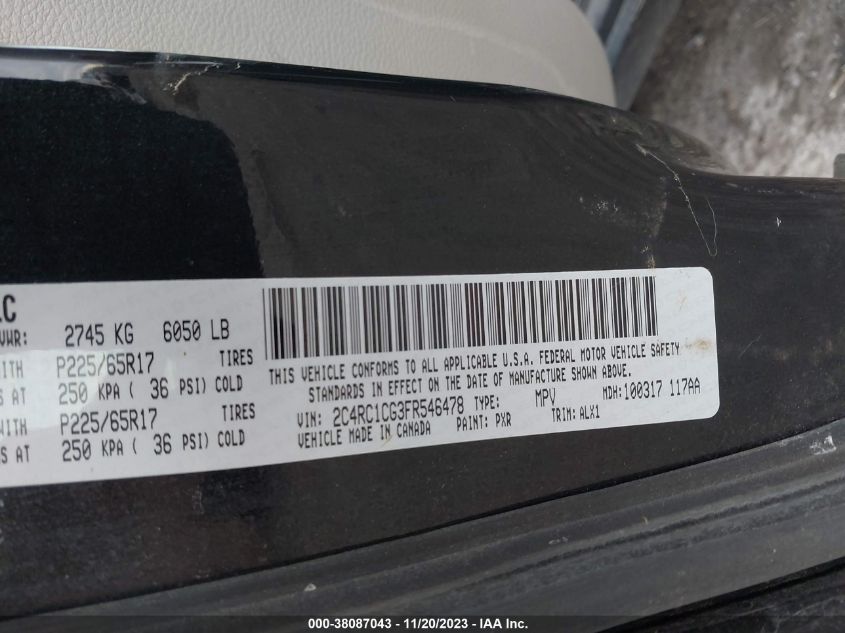 LC
VWR: 2745 KG 6050 LB
WITH P225/65R17 TIRES
S AT 250 KPA ( 36 PSI) COLD
WITH P225/65R17 TIRES
S AT 250 KPA ( 36 PSI) COLD
THIS VEHICLE CONFORMS TO ALL APPLICABLE U.S.A. FEDERAL MOTOR VEHICLE SAFETY
STANDARDS IN EFFECT ON THE DATE OF MANUFACTURE SHOWN ABOVE.
VIN: 2C4RC1CG3FR546478 TYPE: MPV MDH: 100317 117AA
VEHICLE MADE IN CANADA PAINT: PXR TRIM: ALX1
000-38087043 - 11/20/2023 - IAA Inc.